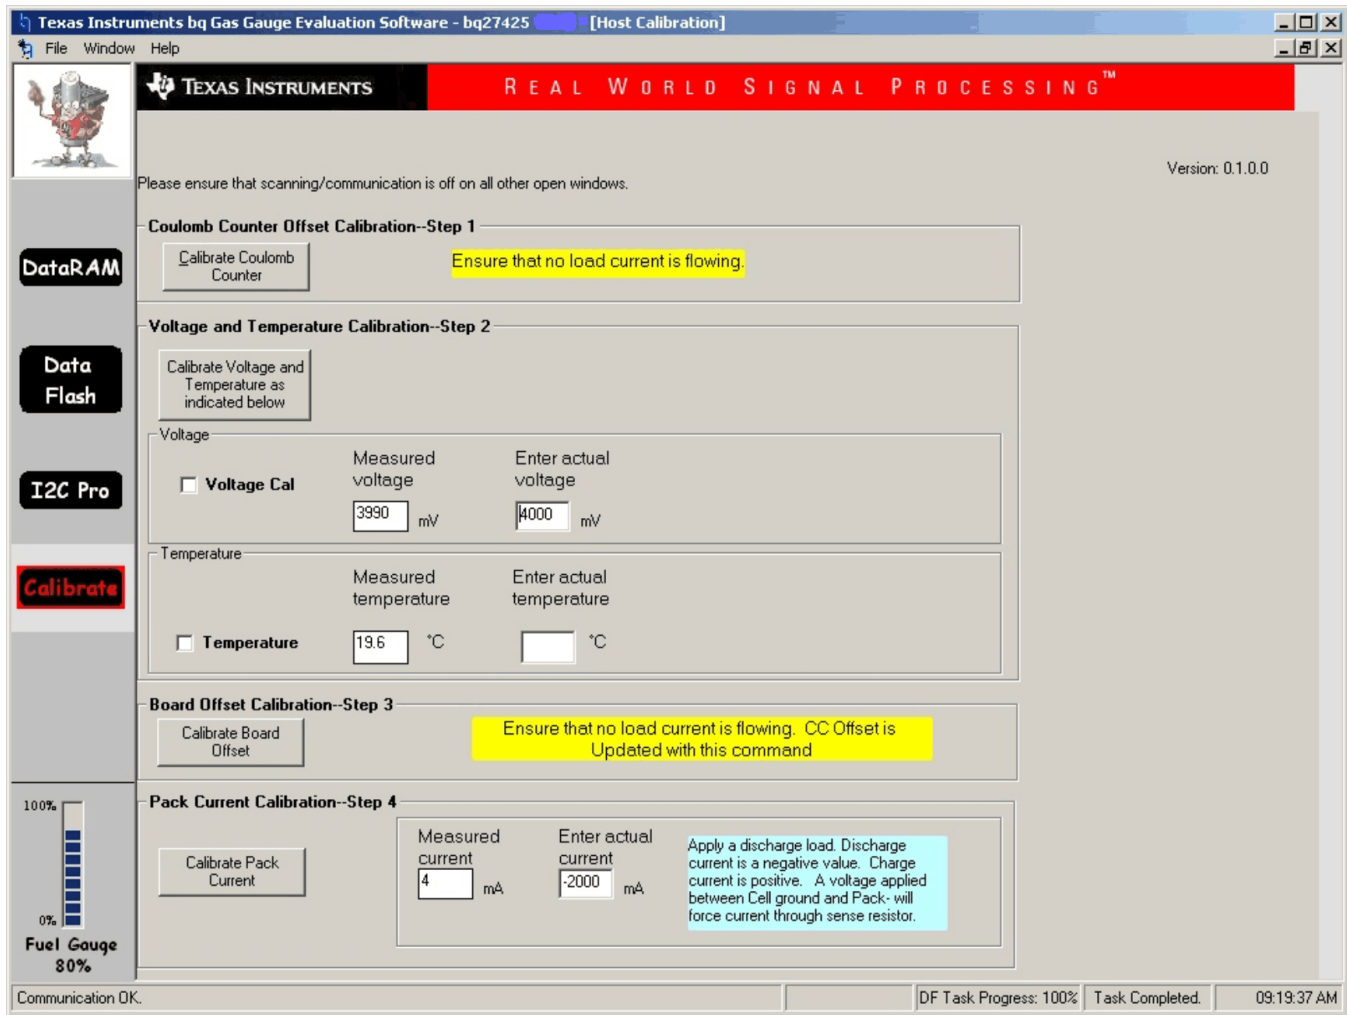 Texas Instruments bq Gas Gauge Evaluation Software - bq27425 [Host Calibration]
File Window Help
TEXAS INSTRUMENTS
REAL WORLD SIGNAL PROCESSING™
Version: 0.1.0.0
Please ensure that scanning/communication is off on all other open windows.
Coulomb Counter Offset Calibration--Step 1
Calibrate Coulomb
Counter
Ensure that no load current is flowing.
DataRAM
Voltage and Temperature Calibration--Step 2
Calibrate Voltage and
Temperature as
indicated below
Data
Flash
Voltage
Measured
voltage
Enter actual
voltage
Voltage Cal
3990 mV
4000 mV
I2C Pro
Temperature
Measured
temperature
Enter actual
temperature
Calibrate
Temperature
19.6 °C
°C
Board Offset Calibration--Step 3
Calibrate Board
Offset
Ensure that no load current is flowing. CC Offset is
Updated with this command
Pack Current Calibration--Step 4
Calibrate Pack
Current
Measured
current
4 mA
Enter actual
current
-2000 mA
Apply a discharge load. Discharge
current is a negative value. Charge
current is positive. A voltage applied
between Cell ground and Pack- will
force current through sense resistor.
100%
0%
Fuel Gauge
80%
Communication OK.
DF Task Progress: 100%
Task Completed.
09:19:37 AM